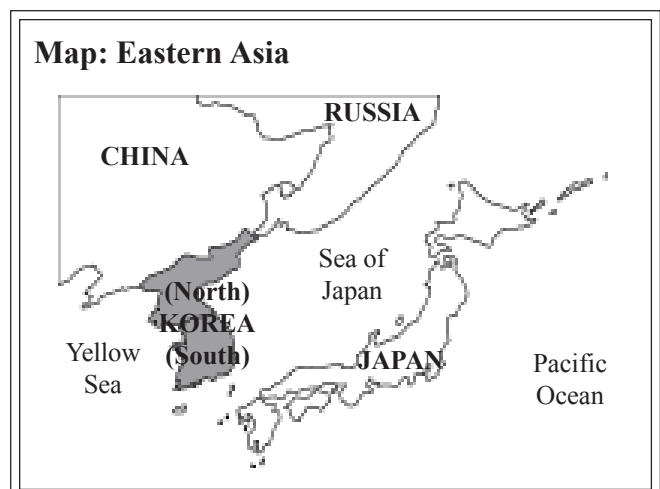 Map: Eastern Asia
RUSSIA
CHINA
Sea of
Japan
(North)
KOREA
(South)
Yellow
Sea
JAPAN
Pacific
Ocean